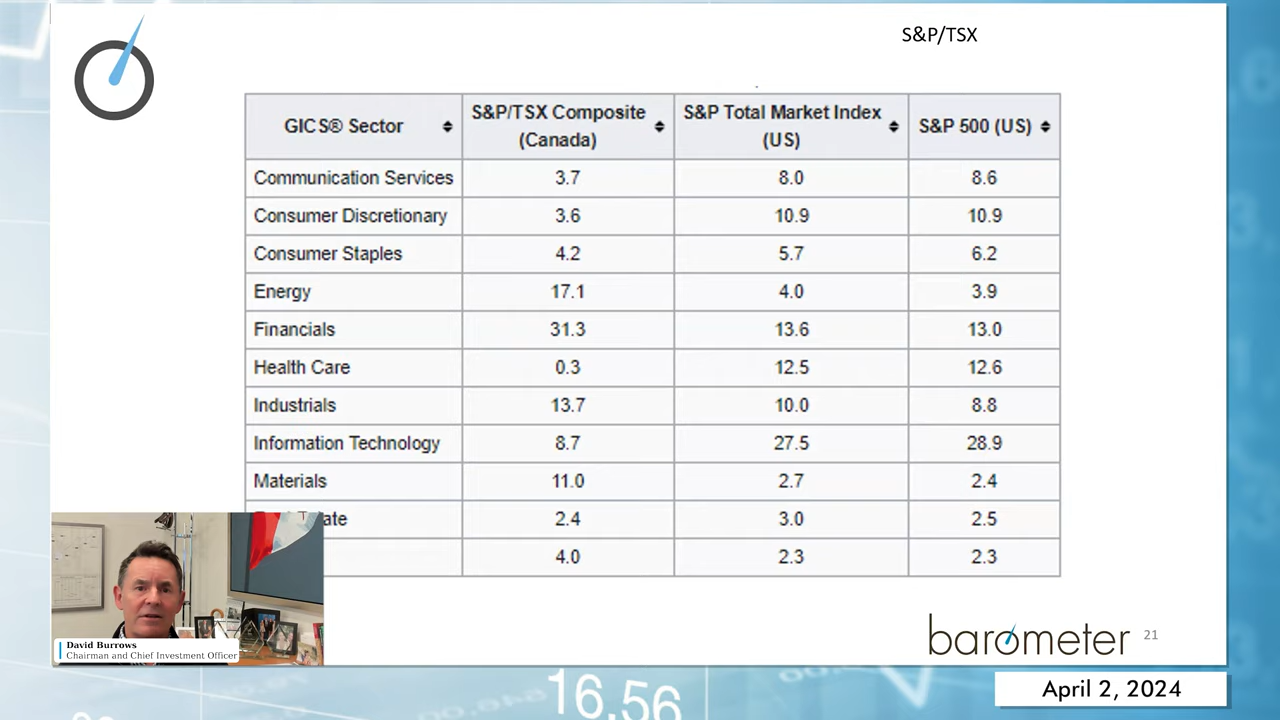 S&P/TSX
GICS® Sector
S&P/TSX Composite
(Canada)
S&P Total Market Index
(US)
S&P 500 (US)
Communication Services 3.7 8.0 8.6
Consumer Discretionary 3.6 10.9 10.9
Consumer Staples 4.2 5.7 6.2
Energy 17.1 4.0 3.9
Financials 31.3 13.6 13.0
Health Care 0.3 12.5 12.6
Industrials 13.7 10.0 8.8
Information Technology 8.7 27.5 28.9
Materials 11.0 2.7 2.4
2.4 3.0 2.5
4.0 2.3 2.3
David Burrows
Chairman and Chief Investment Officer
barometer
21
April 2, 2024
16.56